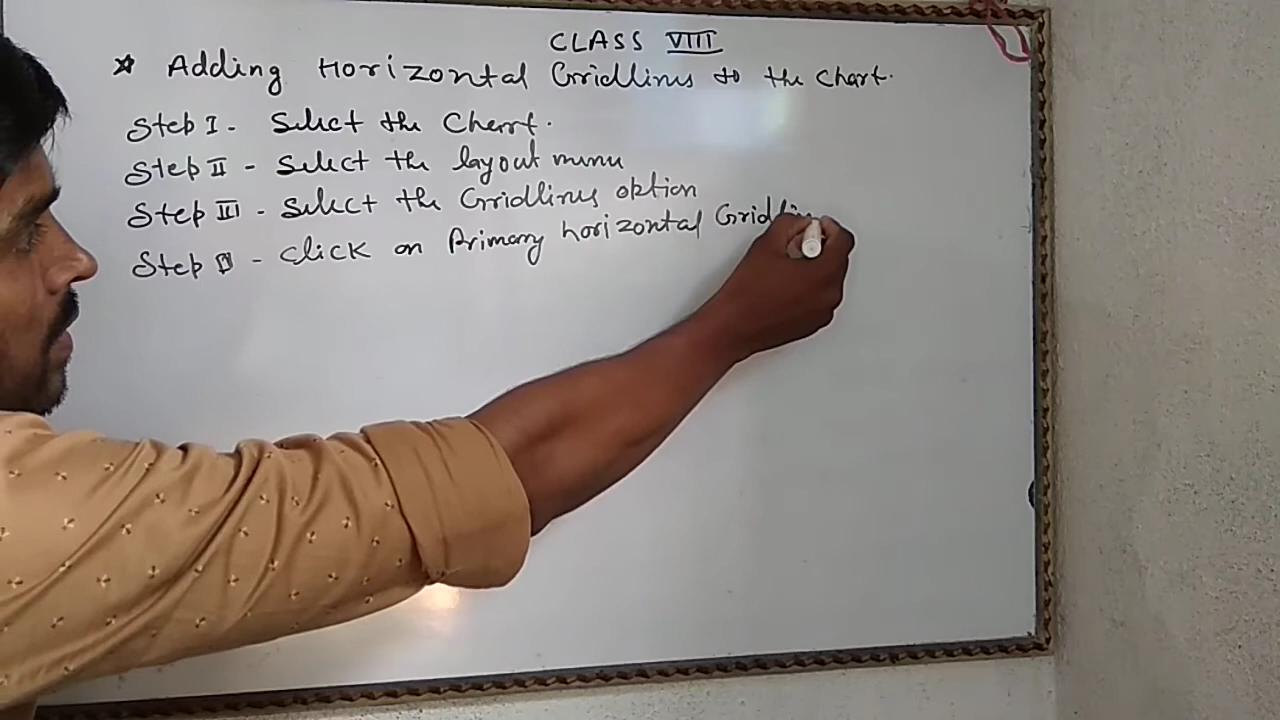 CLASS VIII
* Adding Horizontal Gridlines to the Chart.
Step I - Select the Chart.
Step II - Select the layout menu
Step III - Select the Gridlines option
Step - Click on Primary horizontal Gridlin